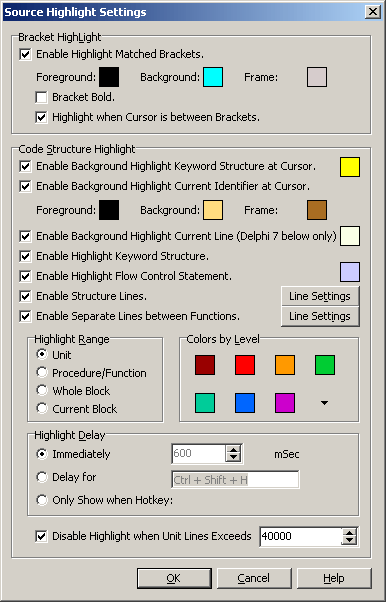 Source Highlight Settings
Bracket HighLight
Enable Highlight Matched Brackets.
Foreground: Background: Frame:
Bracket Bold.
Highlight when Cursor is between Brackets.
Code Structure Highlight
Enable Background Highlight Keyword Structure at Cursor.
Enable Background Highlight Current Identifier at Cursor.
Foreground: Background: Frame:
Enable Background Highlight Current Line (Delphi 7 below only)
Enable Highlight Keyword Structure.
Enable Highlight Flow Control Statement.
Enable Structure Lines. Line Settings
Enable Separate Lines between Functions. Line Settings
Highlight Range
Unit
Procedure/Function
Whole Block
Current Block
Colors by Level
Highlight Delay
Immediately 600 mSec
Delay for Ctrl + Shift + H
Only Show when Hotkey:
Disable Highlight when Unit Lines Exceeds 40000
OK Cancel Help